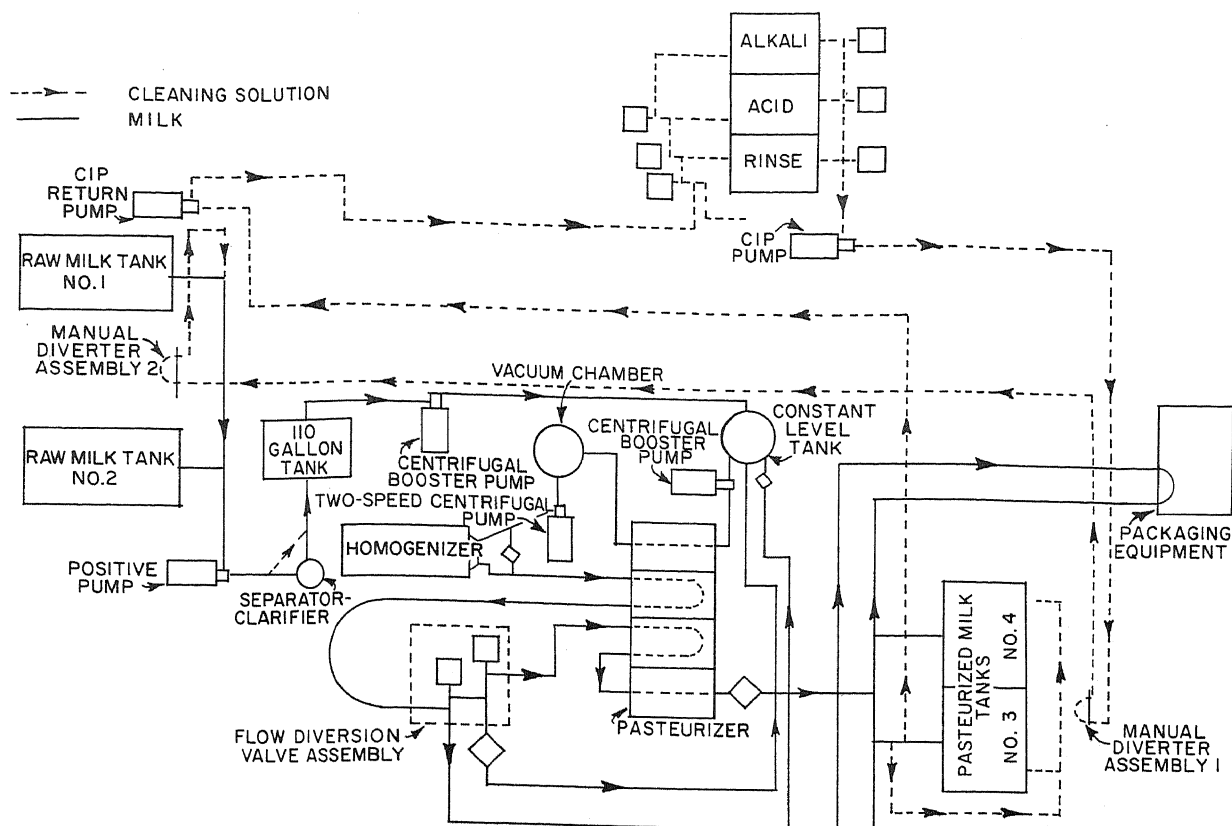 ALKALI
ACID
RINSE
CLEANING SOLUTION
MILK
CIP
RETURN
PUMP
CIP
PUMP
RAW MILK TANK
NO.1
MANUAL
DIVERTER
ASSEMBLY 2
VACUUM CHAMBER
110
GALLON
TANK
CENTRIFUGAL
BOOSTER
PUMP
CONSTANT
LEVEL
TANK
RAW MILK TANK
NO.2
CENTRIFUGAL
BOOSTER PUMP
TWO-SPEED CENTRIFUGAL
PUMP
HOMOGENIZER
PACKAGING
EQUIPMENT
POSITIVE
PUMP
SEPARATOR-
CLARIFIER
PASTEURIZED MILK
TANKS
NO. 3
NO. 4
FLOW DIVERSION
VALVE ASSEMBLY
PASTEURIZER
MANUAL
DIVERTER
ASSEMBLY 1